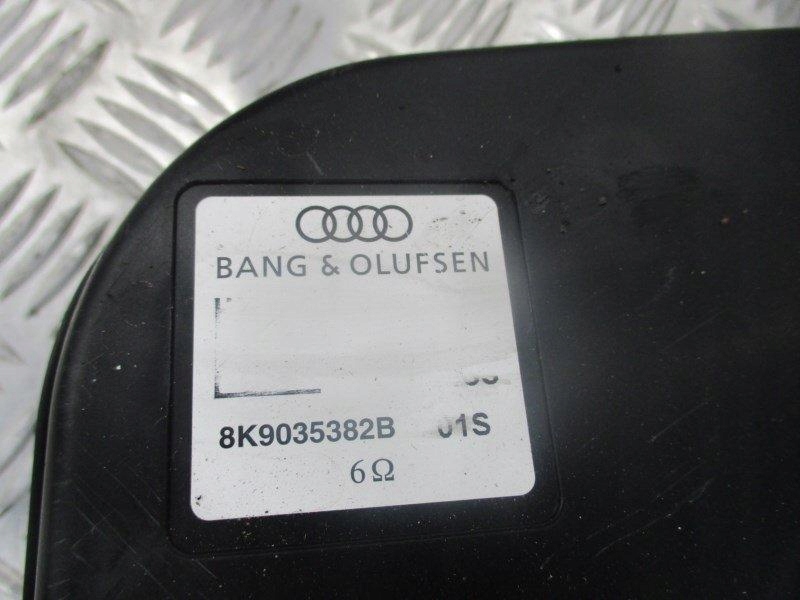 BANG & OLUFSEN
8K9035382B 01S
6Ω